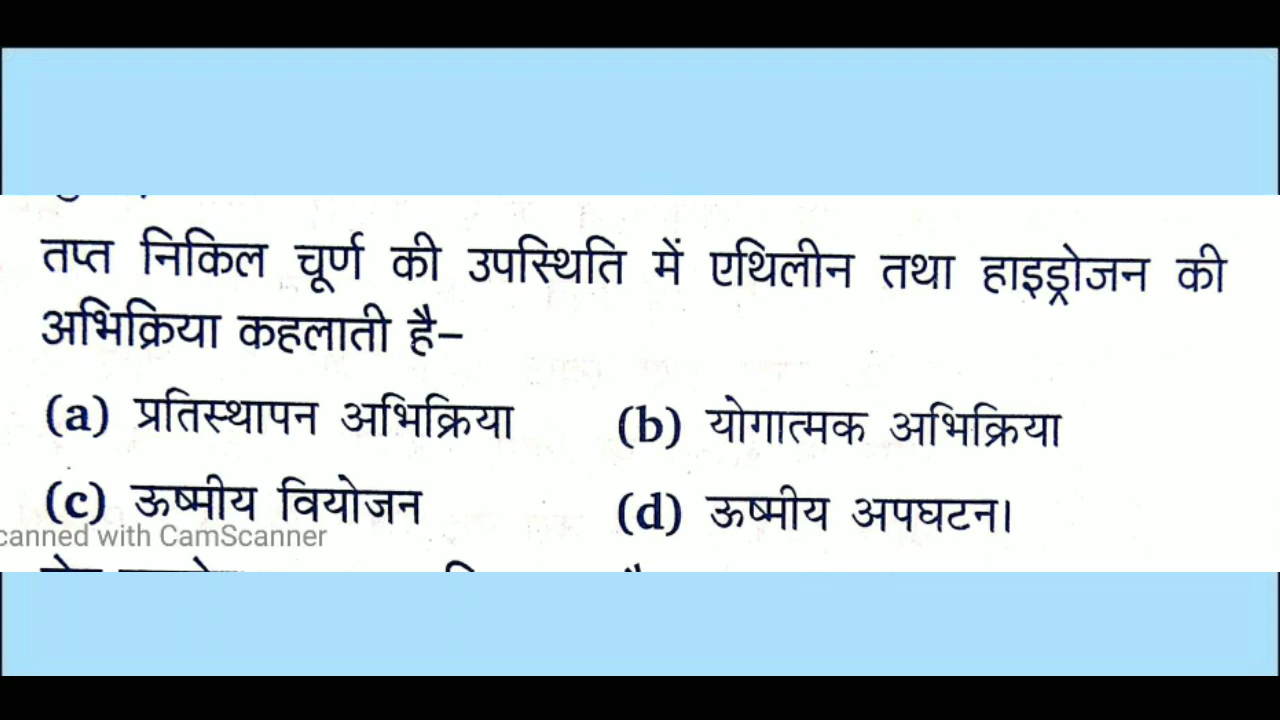 तप्त निकिल चूर्ण की उपस्थिति में एथिलीन तथा हाइड्रोजन की
अभिक्रिया कहलाती है–
(a) प्रतिस्थापन अभिक्रिया (b) योगात्मक अभिक्रिया
(c) ऊष्मीय वियोजन (d) ऊष्मीय अपघटन।
canned with CamScanner